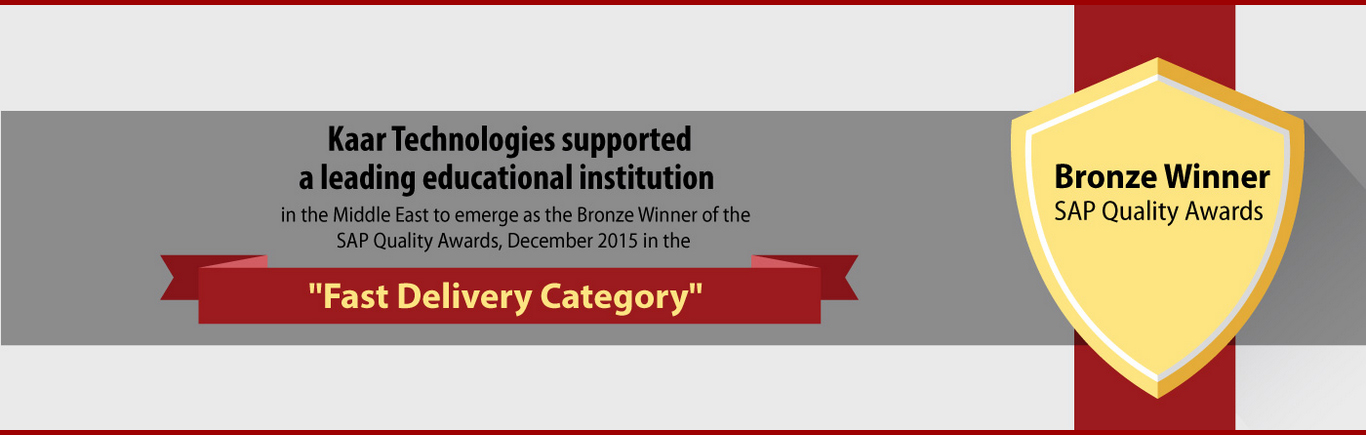 Kaar Technologies supported
a leading educational institution
in the Middle East to emerge as the Bronze Winner of the
SAP Quality Awards, December 2015 in the
"Fast Delivery Category"
Bronze Winner
SAP Quality Awards